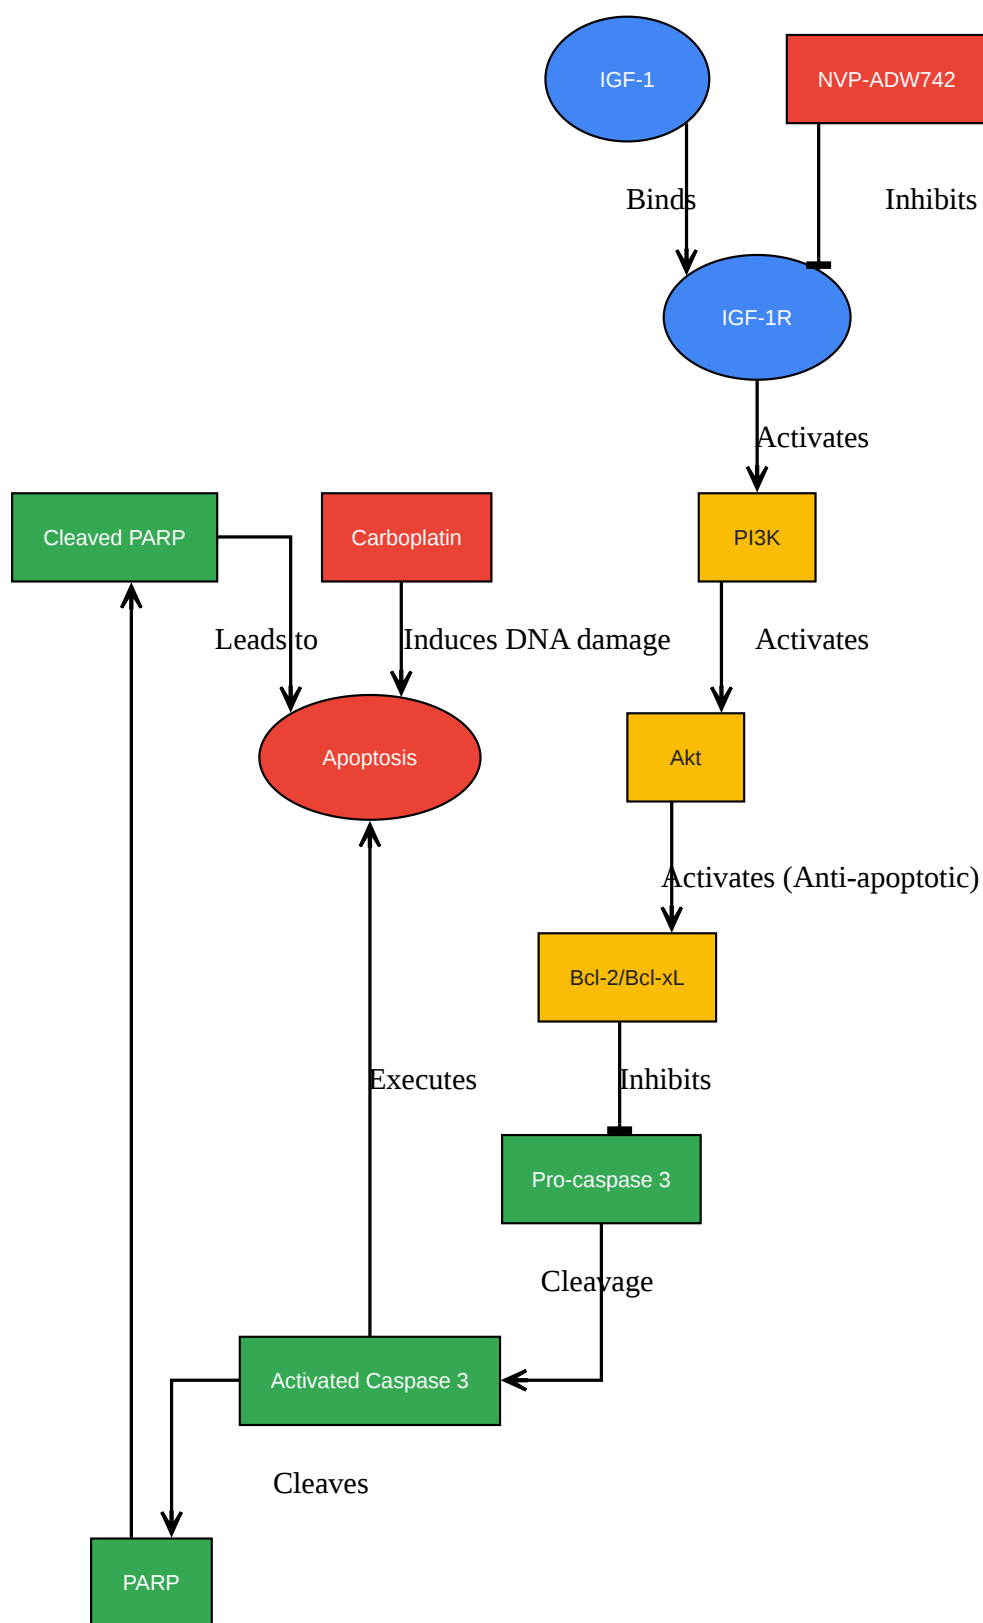 IGF-1
NVP-ADW742
Binds
Inhibits
IGF-1R
Activates
Cleaved PARP
Carboplatin
PI3K
Leads to
Induces DNA damage
Activates
Apoptosis
Akt
Activates (Anti-apoptotic)
Bcl-2/Bcl-xL
Executes
Inhibits
Pro-caspase 3
Cleavage
Activated Caspase 3
Cleaves
PARP